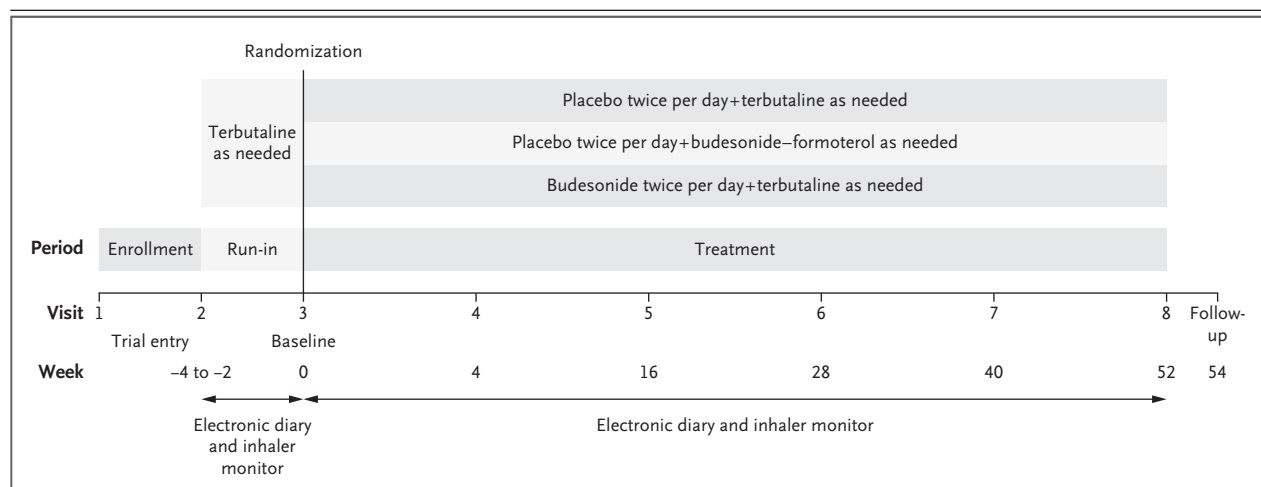 Randomization
Terbutaline
as needed
Placebo twice per day+terbutaline as needed
Placebo twice per day+budesonide–formoterol as needed
Budesonide twice per day+terbutaline as needed
Period Enrollment Run-in Treatment
Visit 1 2 3 4 5 6 7 8 Follow-
up
Trial entry Baseline
Week –4 to –2 0 4 16 28 40 52 54
Electronic diary
and inhaler
monitor
Electronic diary and inhaler monitor